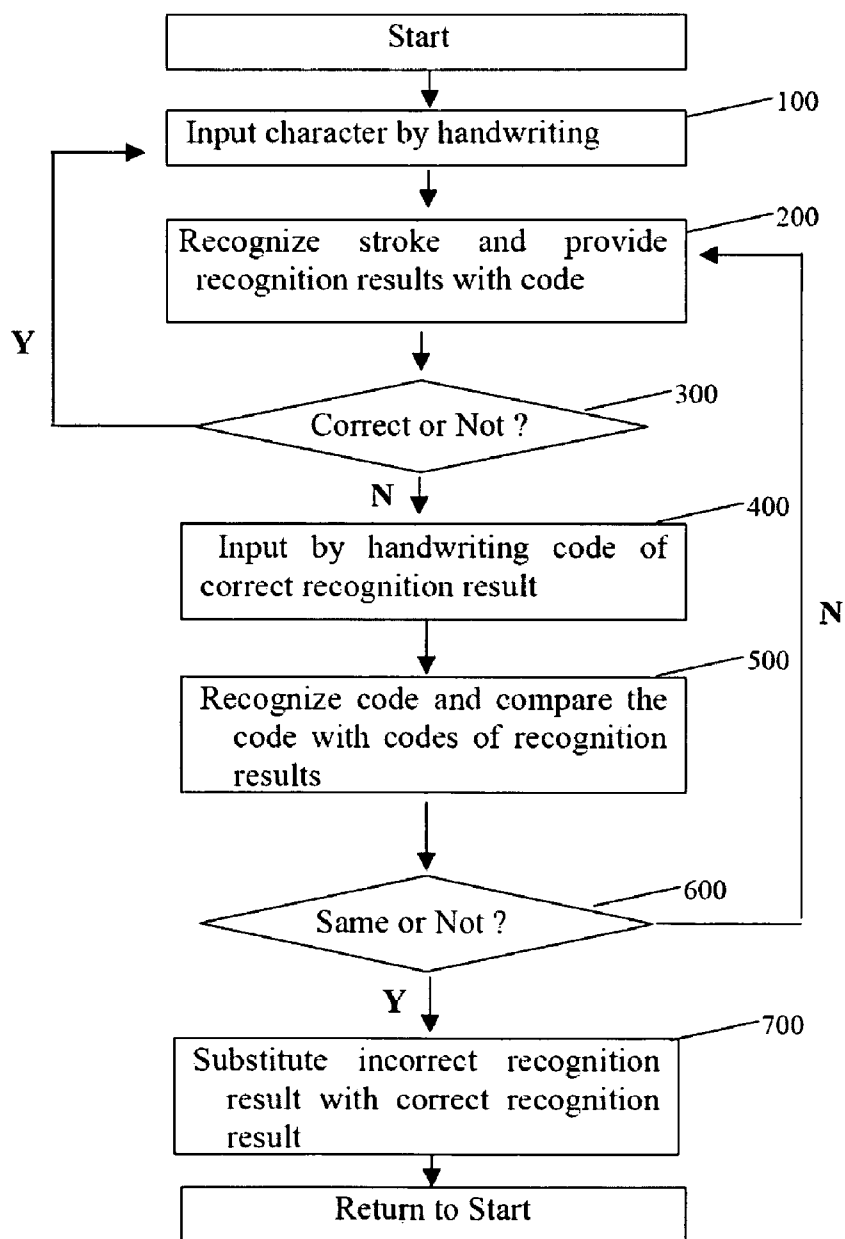 Start
100
Input character by handwriting
200
Recognize stroke and provide
recognition results with code
Y
300
Correct or Not ?
N
400
Input by handwriting code of
correct recognition result
N
500
Recognize code and compare the
code with codes of recognition
results
600
Same or Not ?
Y
700
Substitute incorrect recognition
result with correct recognition
result
Return to Start